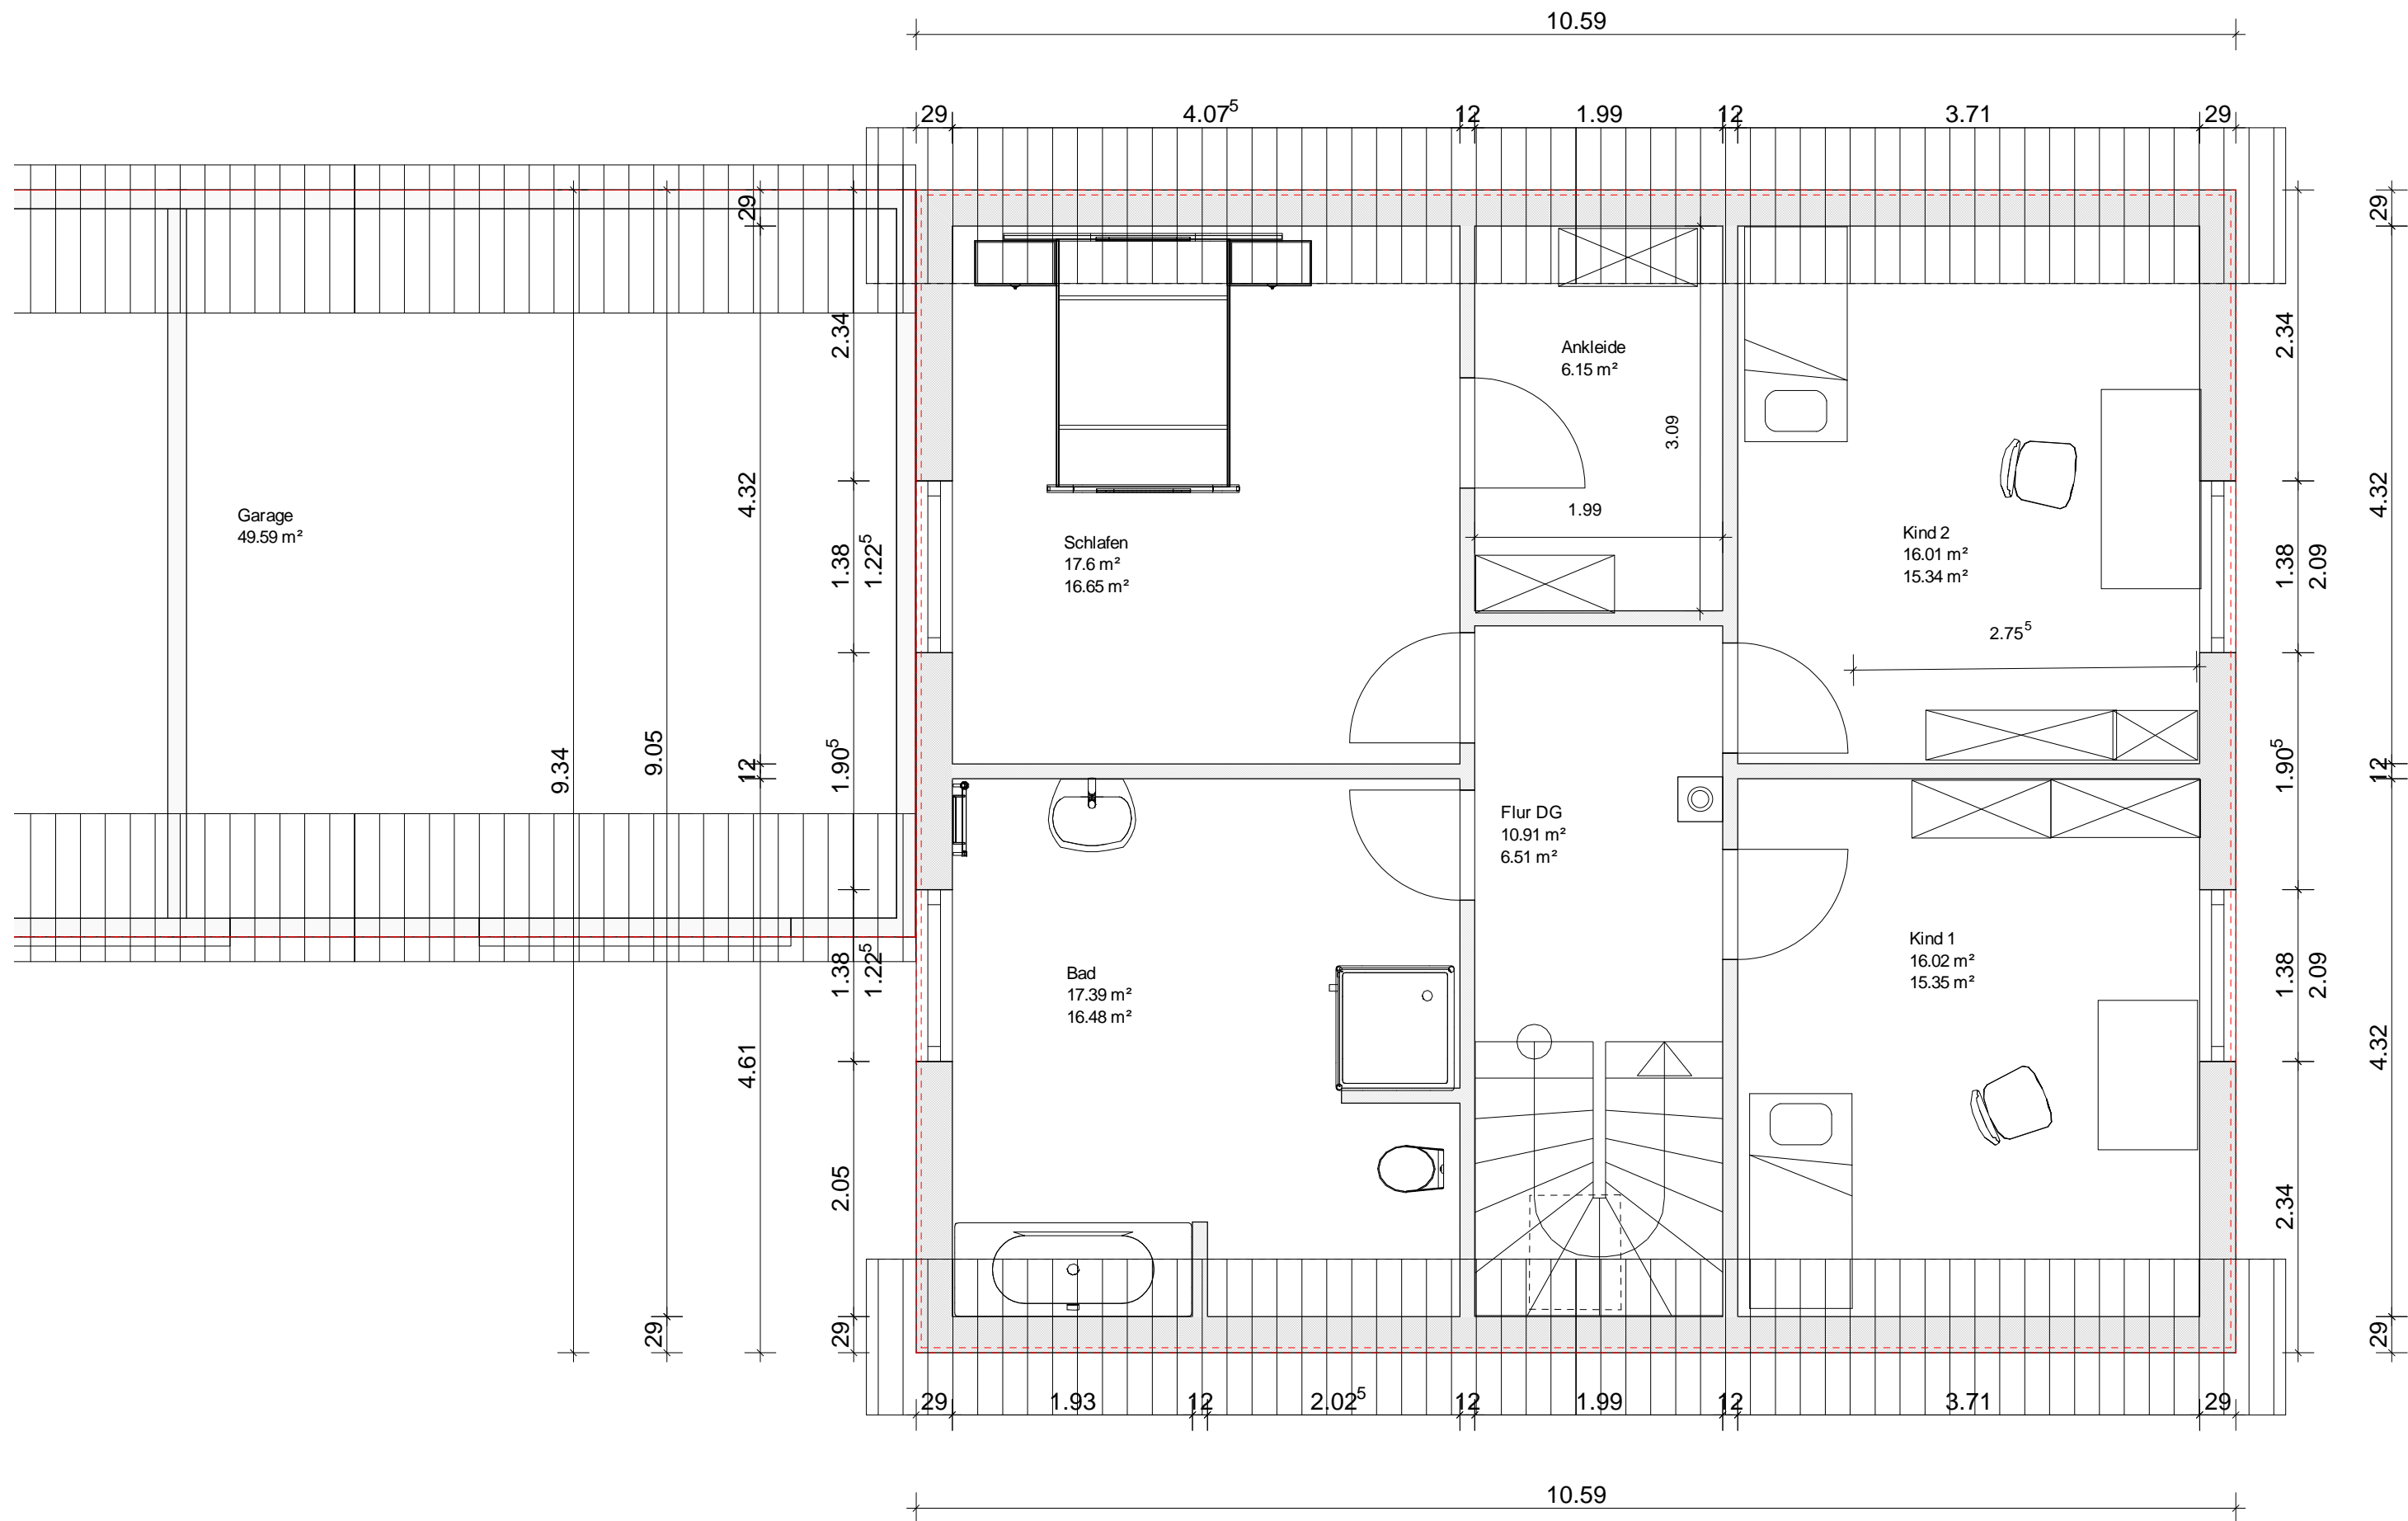 10.59
29 4.07⁵ 12 1.99 12 3.71 29
29
29
2.34
2.34
Ankleide
6.15 m²
3.09
4.32
4.32
1.99
Garage
49.59 m²
Schlafen
17.6 m²
16.65 m²
Kind 2
16.01 m²
15.34 m²
1.38
1.22⁵
1.38
2.09
2.75⁵
9.34
9.05
12
1.90⁵
1.90⁵
12
Flur DG
10.91 m²
6.51 m²
Kind 1
16.02 m²
15.35 m²
Bad
17.39 m²
16.48 m²
1.38
1.22⁵
1.38
2.09
4.61
4.32
2.05
2.34
29
29
29
29 1.93 12 2.02⁵ 12 1.99 12 3.71 29
10.59